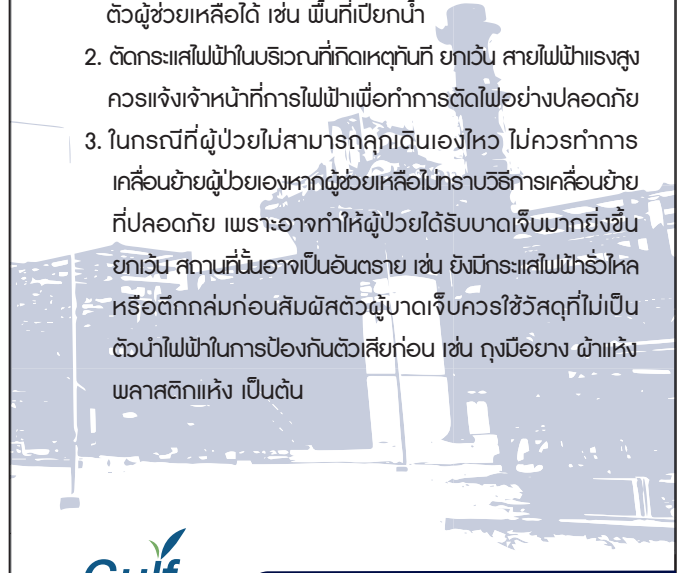 ตัวผู้ช่วยเหลือได้ เช่น พื้นที่เปียกน้ำ
2. ตัดกระแสไฟฟ้าในบริเวณที่เกิดเหตุทันที ยกเว้น สายไฟฟ้าแรงสูง
ควรแจ้งเจ้าหน้าที่การไฟฟ้าเพื่อทำการตัดไฟอย่างปลอดภัย
3. ในกรณีที่ผู้ป่วยไม่สามารถลุกเดินเองไหว ไม่ควรทำการ
เคลื่อนย้ายผู้ป่วยเองหากผู้ช่วยเหลือไม่ทราบวิธีการเคลื่อนย้าย
ที่ปลอดภัย เพราะอาจทำให้ผู้ป่วยได้รับบาดเจ็บมากยิ่งขึ้น
ยกเว้น สถานที่นั้นอาจเป็นอันตราย เช่น ยังมีกระแสไฟฟ้ารั่วไหล
หรือตึกถล่มก่อนสัมผัสตัวผู้บาดเจ็บควรใช้วัสดุที่ไม่เป็น
ตัวนำไฟฟ้าในการป้องกันตัวเสียก่อน เช่น ถุงมือยาง ผ้าแห้ง
พลาสติกแห้ง เป็นต้น
Gulf